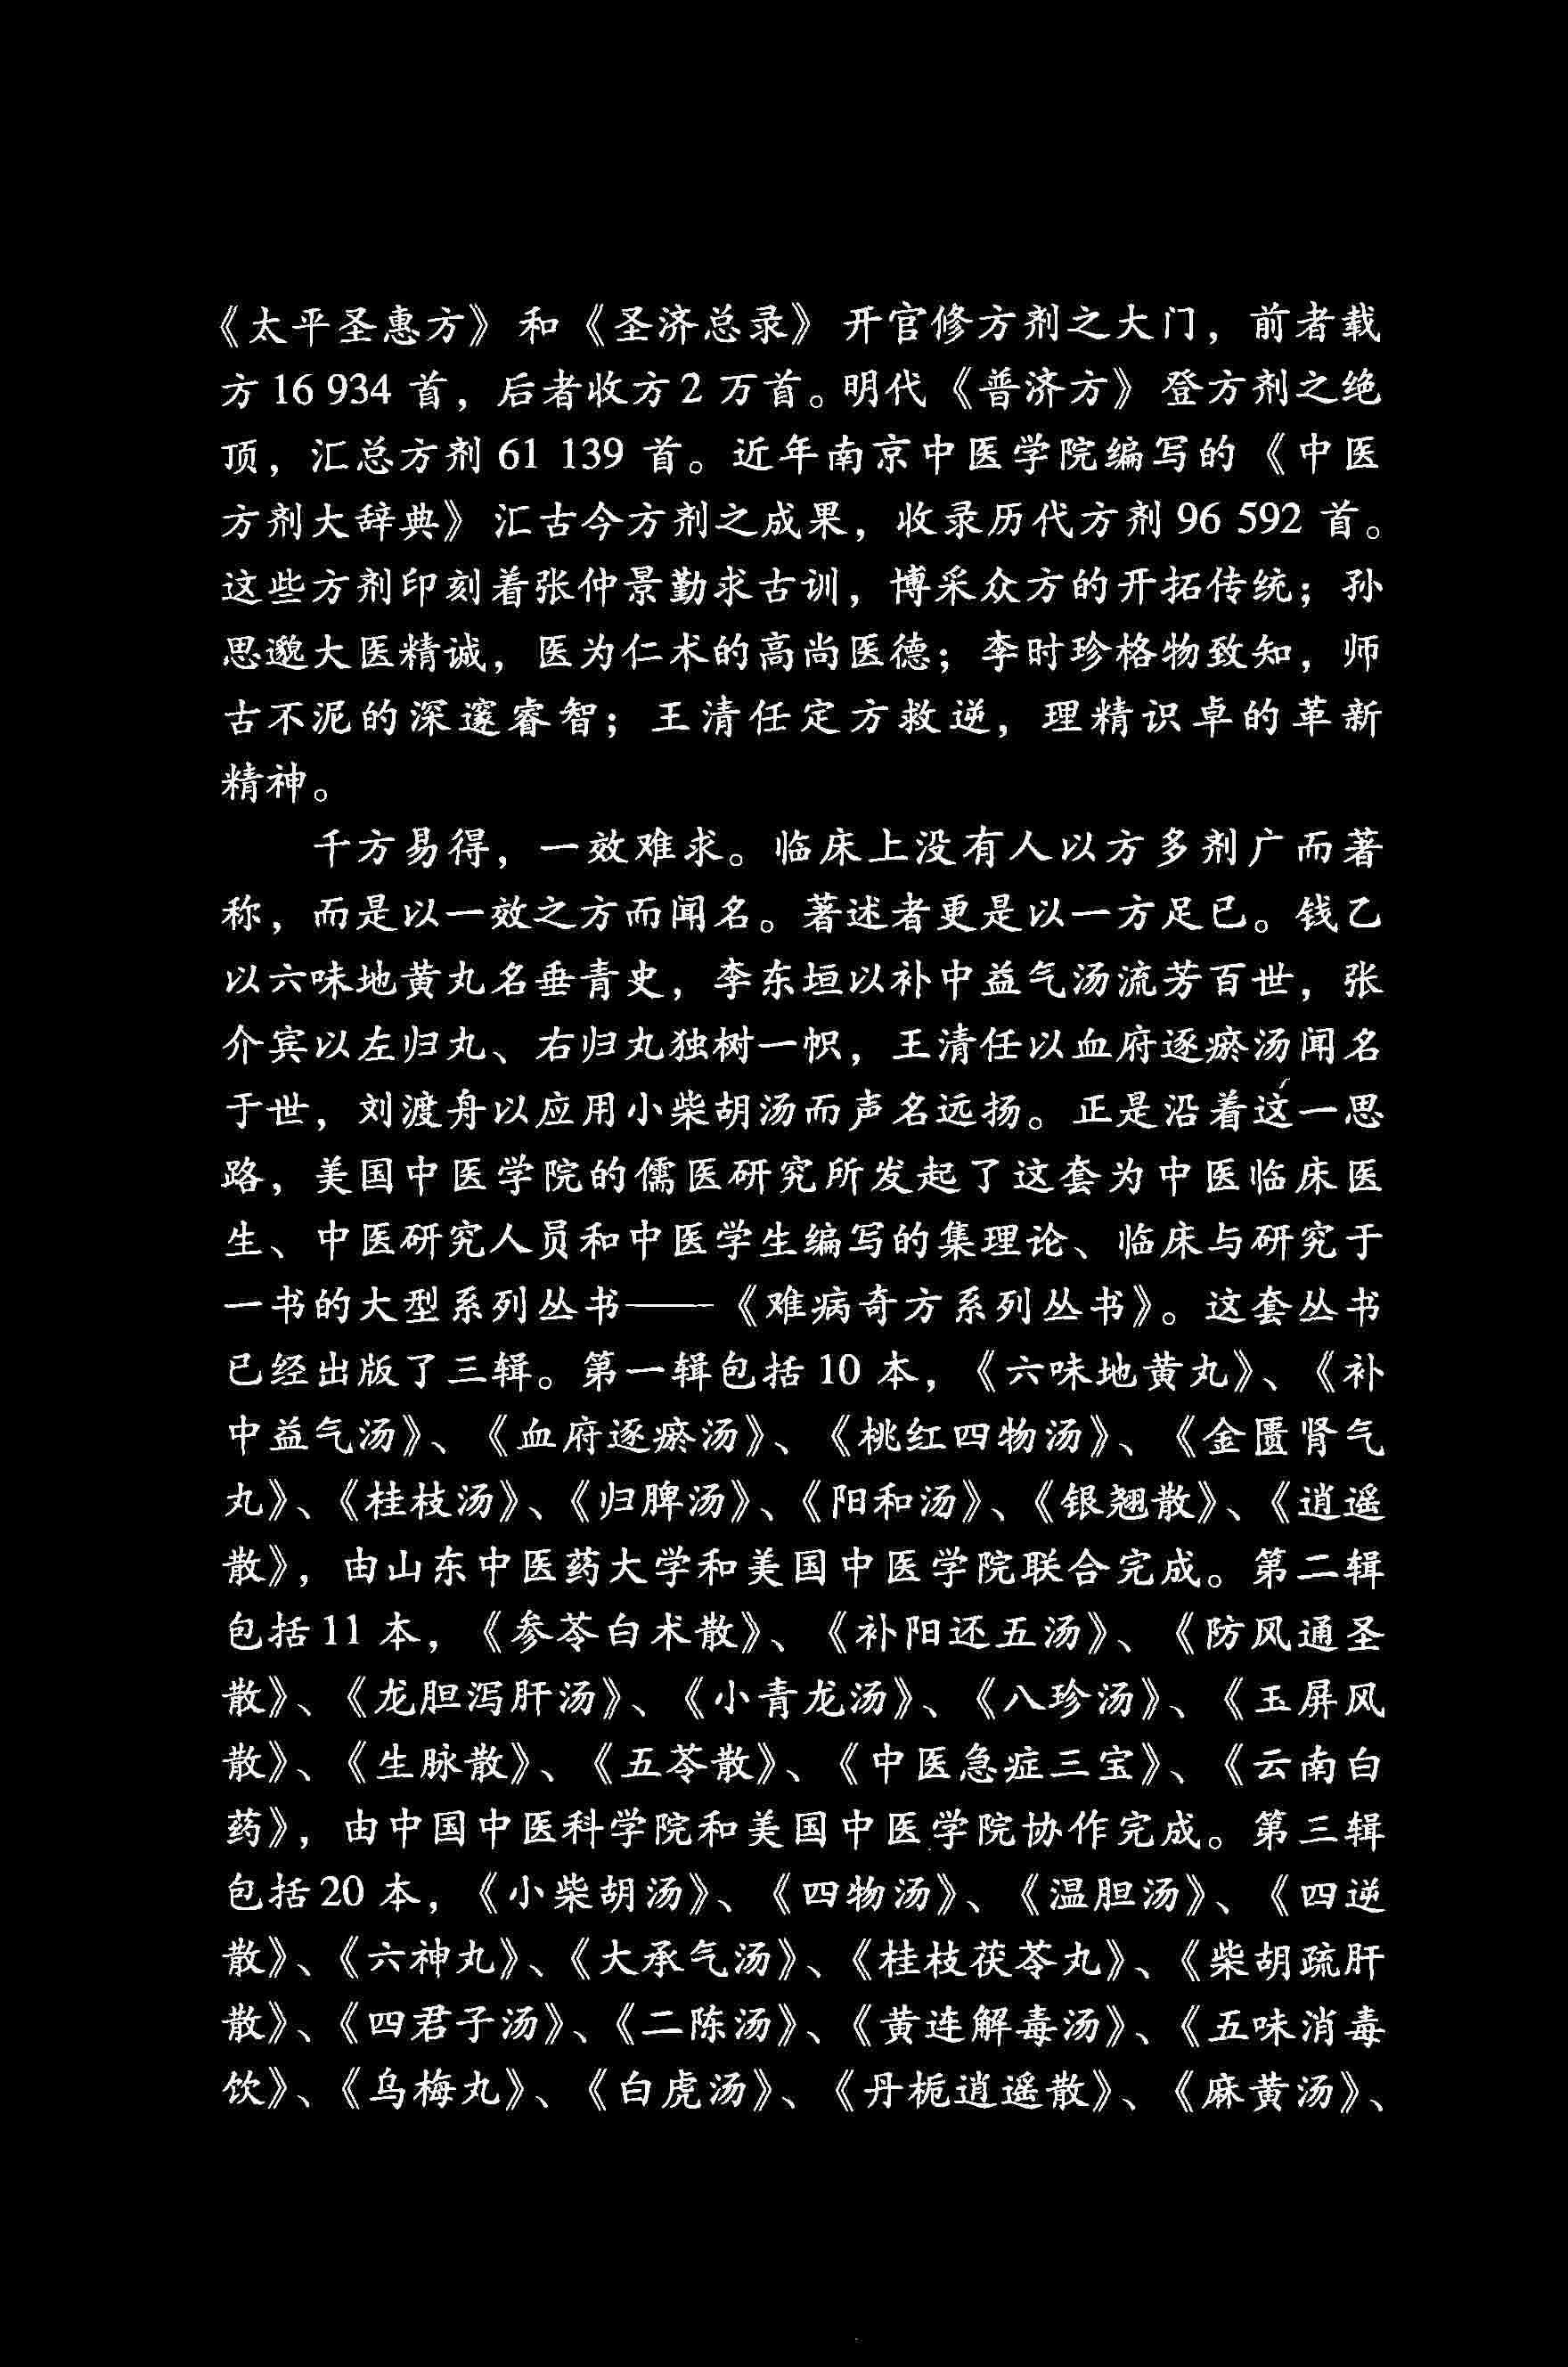 《太平圣惠方》和《圣济总录》开官修方剂之大门，前者载
方16 934 首，后者收方2 万首。明代《普济方》登方剂之绝
顶，汇总方剂 61 139 首。近年南京中医学院编写的《中医
方剂大辞典》汇古今方剂之成果，收录历代方剂 96 592 首。
这些方剂印刻着张仲景勤求古训，博采众方的开拓传统；孙
思邈大医精诚，医为仁术的高尚医德；李时珍格物致知，师
古不泥的深邃睿智；王清任定方救逆，理精识卓的革新
精神。
千方易得，一效难求。临床上没有人以方多剂广而著
称，而是以一效之方而闻名。著述者更是以一方足已。钱乙
以六味地黄丸名垂青史，李东垣以补中益气汤流芳百世，张
介宾以左归丸、右归丸独树一帜，王清任以血府逐瘀汤闻名
于世，刘渡舟以应用小柴胡汤而声名远扬。正是沿着这一思
路，美国中医学院的儒医研究所发起了这套为中医临床医
生、中医研究人员和中医学生编写的集理论、临床与研究于
一书的大型系列丛书——《难病奇方系列丛书》。这套丛书
已经出版了三辑。第一辑包括 10 本，《六味地黄丸》、《补
中益气汤》、《血府逐瘀汤》、《桃红四物汤》、《金匮肾气
丸》、《桂枝汤》、《归脾汤》、《阳和汤》、《银翘散》、《逍遥
散》，由山东中医药大学和美国中医学院联合完成。第二辑
包括 11 本，《参苓白术散》、《补阳还五汤》、《防风通圣
散》、《龙胆泻肝汤》、《小青龙汤》、《八珍汤》、《玉屏风
散》、《生脉散》、《五苓散》、《中医急症三宝》、《云南白
药》，由中国中医科学院和美国中医学院协作完成。第三辑
包括 20 本，《小柴胡汤》、《四物汤》、《温胆汤》、《四逆
散》、《六神丸》、《大承气汤》、《桂枝茯苓丸》、《柴胡疏肝
散》、《四君子汤》、《二陈汤》、《黄连解毒汤》、《五味消毒
饮》、《乌梅丸》、《白虎汤》、《丹栀逍遥散》、《麻黄汤》、